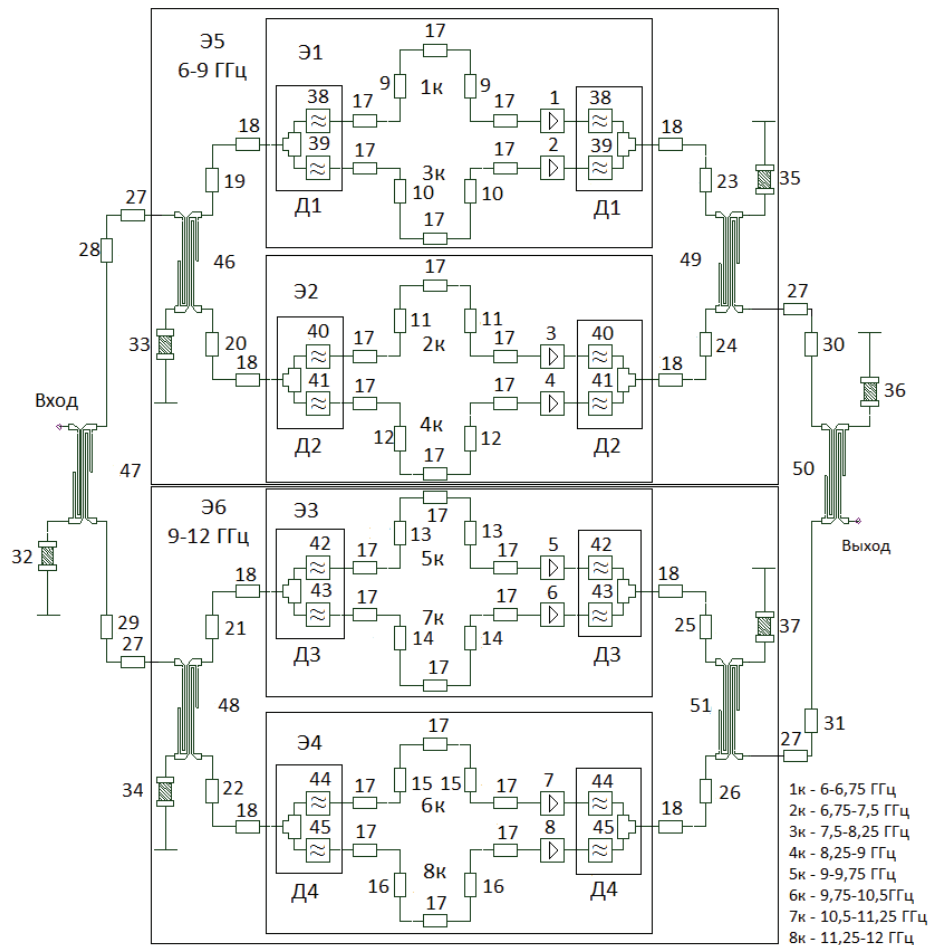 Э5
6-9 ГГц
Э1
17
9
1к
9
38
17
17
1
38
18
18
39
17
17
2
39
35
19
3к
10
10
23
Д1
17
Д1
27
28
46
49
Э2
17
27
11
11
33
20
40
17
2к
17
3
40
24
30
18
18
41
17
17
4
41
36
Вход
12
4к
12
Д2
17
Д2
47
50
Э6
9-12 ГГц
Э3
17
13
13
32
42
17
5к
17
5
42
Выход
18
18
43
17
17
6
43
29
21
7к
14
14
25
37
27
Д3
17
Д3
48
51
Э4
17
31
27
15
15
34
22
44
17
6к
17
7
44
26
18
18
45
17
17
8
45
16
8к
16
Д4
17
Д4
1к - 6-6,75 ГГц
2к - 6,75-7,5 ГГц
3к - 7,5-8,25 ГГц
4к - 8,25-9 ГГц
5к - 9-9,75 ГГц
6к - 9,75-10,5ГГц
7к - 10,5-11,25 ГГц
8к - 11,25-12 ГГц